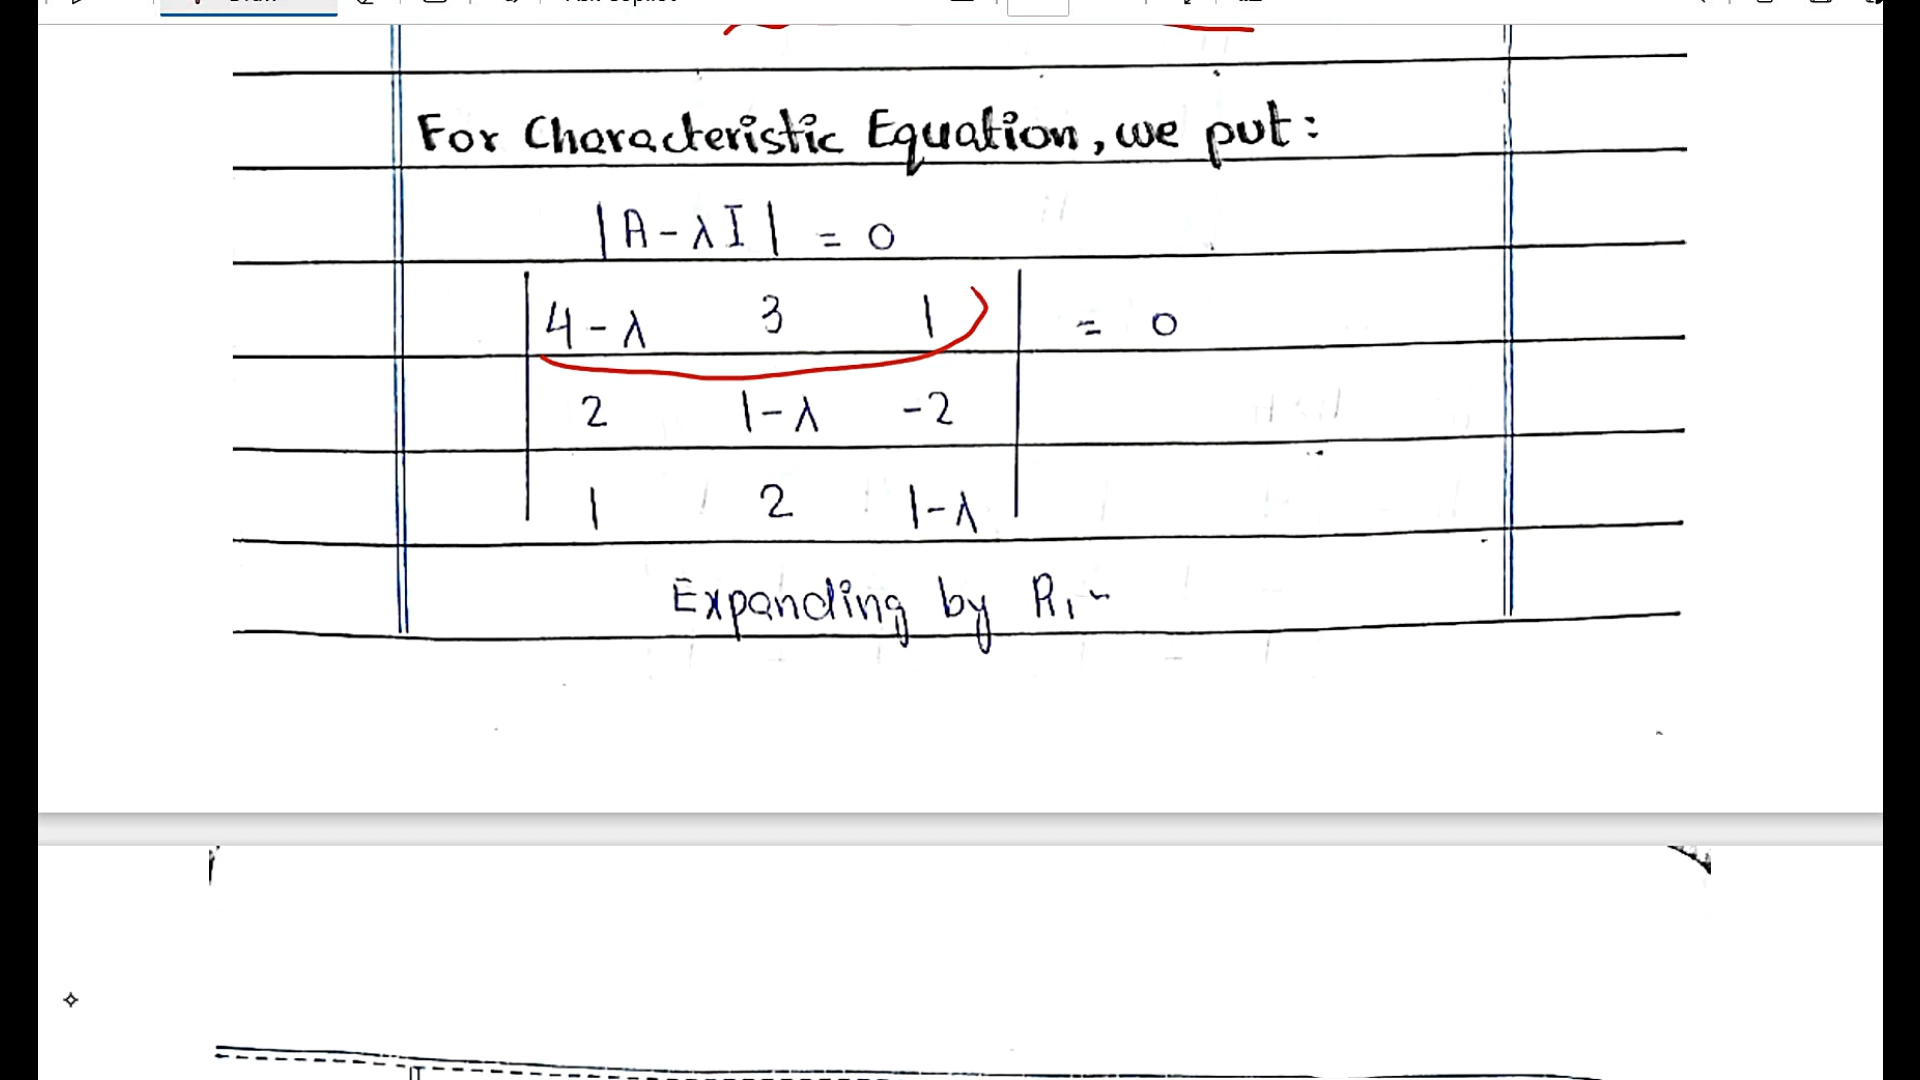 For Characteristic Equation, we put:
|A-λI| = 0
| 4-λ 3 1 | = 0
| 2 1-λ -2 |
| 1 2 1-λ |
Expanding by R₁-